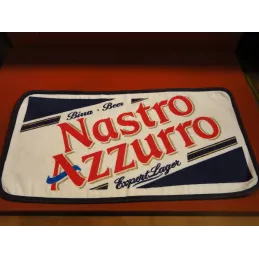 Birra · Beer
Nastro
Azzurro
Export Lager